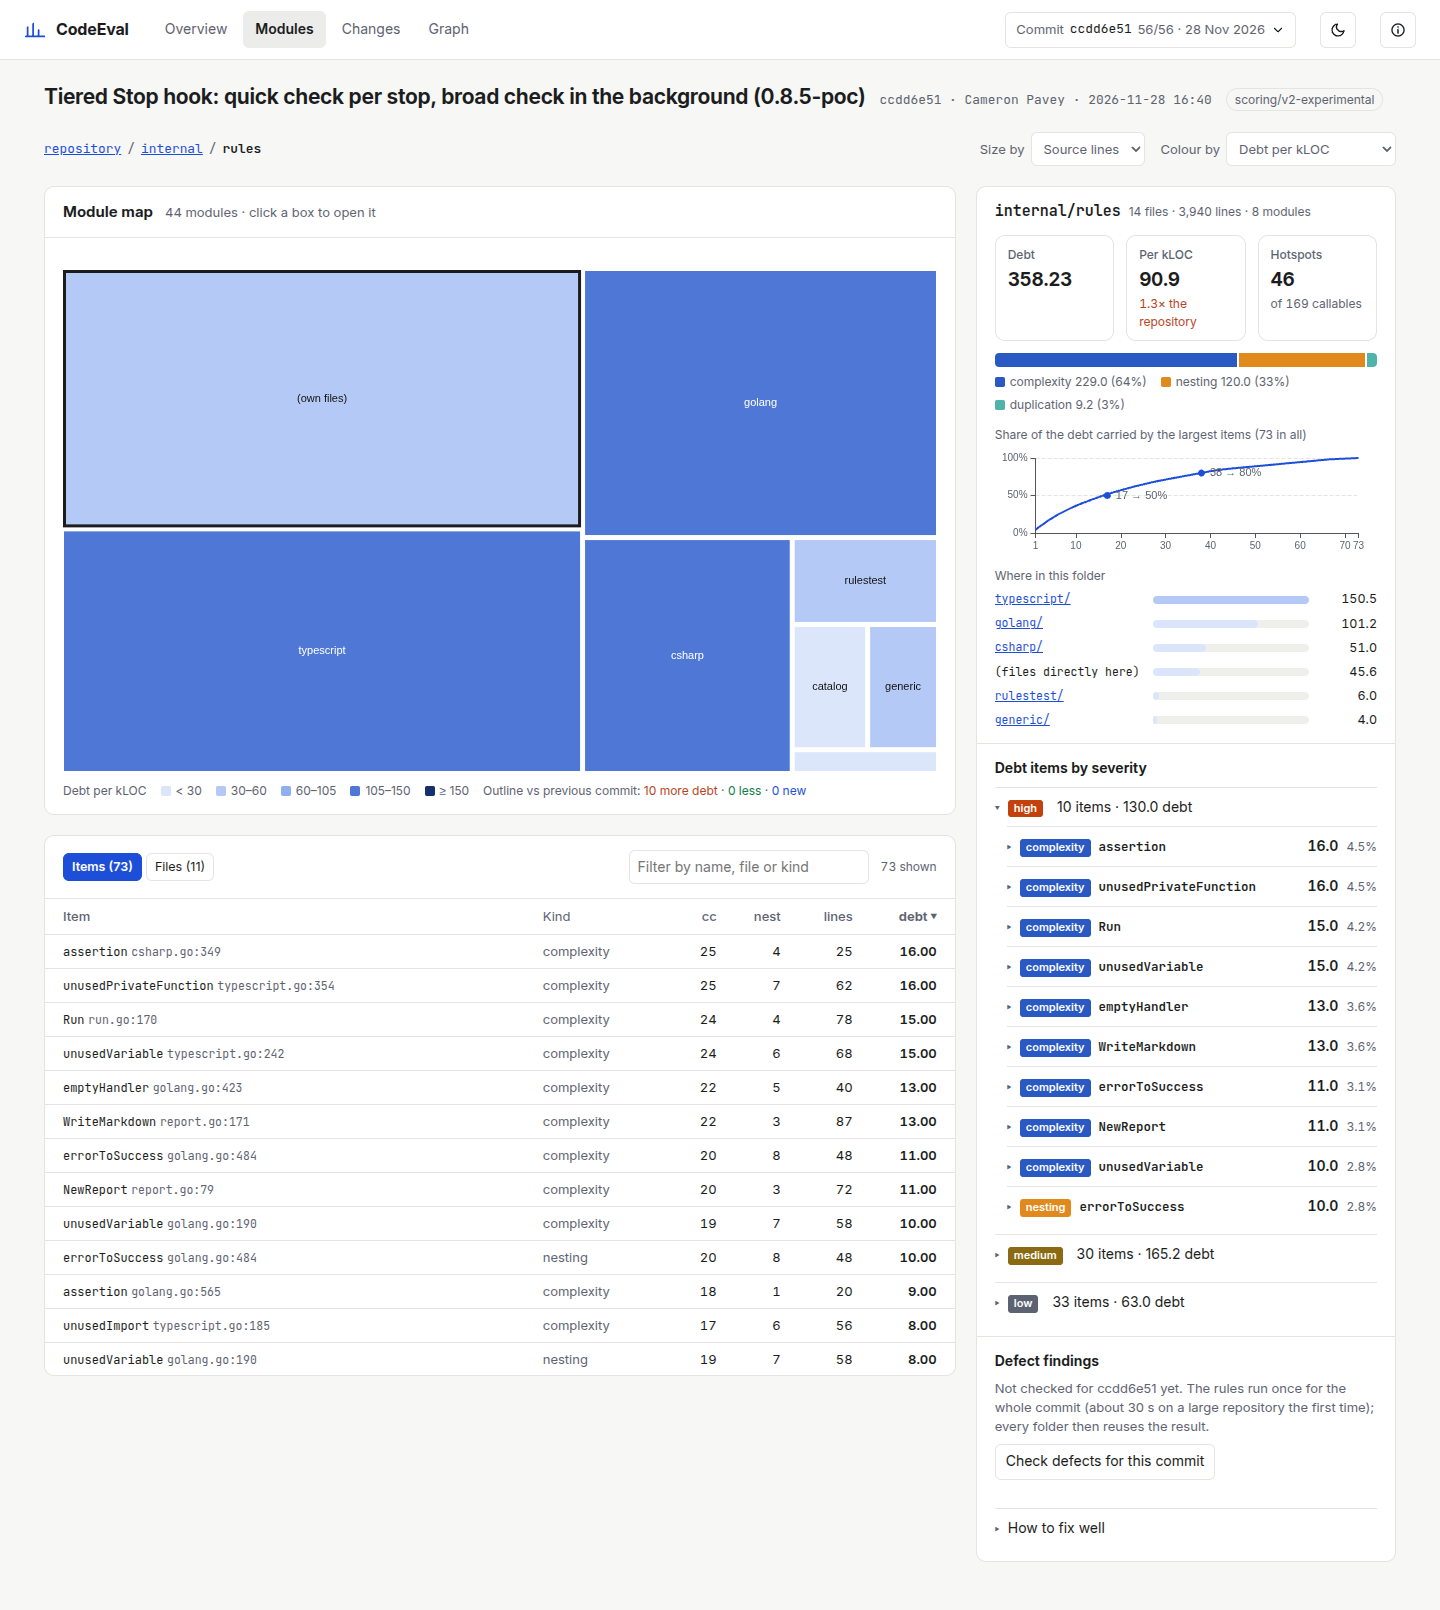 CodeEval Overview Modules Changes Graph Commit ccdd6e51 56/56 · 28 Nov 2026
Tiered Stop hook: quick check per stop, broad check in the background (0.8.5-poc) ccdd6e51 · Cameron Pavey · 2026-11-28 16:40 scoring/v2-experimental
repository / internal / rules Size by Source lines Colour by Debt per kLOC
Module map 44 modules · click a box to open it
(own files)
golang
typescript
csharp
rulestest
catalog
generic
Debt per kLOC < 30 30–60 60–105 105–150 ≥ 150 Outline vs previous commit: 10 more debt · 0 less · 0 new
Items (73) Files (11) Filter by name, file or kind 73 shown
Item Kind cc nest lines debt ▾
assertion csharp.go:349 complexity 25 4 25 16.00
unusedPrivateFunction typescript.go:354 complexity 25 7 62 16.00
Run run.go:170 complexity 24 4 78 15.00
unusedVariable typescript.go:242 complexity 24 6 68 15.00
emptyHandler golang.go:423 complexity 22 5 40 13.00
WriteMarkdown report.go:171 complexity 22 3 87 13.00
errorToSuccess golang.go:484 complexity 20 8 48 11.00
NewReport report.go:79 complexity 20 3 72 11.00
unusedVariable golang.go:190 complexity 19 7 58 10.00
errorToSuccess golang.go:484 nesting 20 8 48 10.00
assertion golang.go:565 complexity 18 1 20 9.00
unusedImport typescript.go:185 complexity 17 6 56 8.00
unusedVariable golang.go:190 nesting 19 7 58 8.00
internal/rules 14 files · 3,940 lines · 8 modules
Debt
358.23
Per kLOC
90.9
1.3× the
repository
Hotspots
46
of 169 callables
complexity 229.0 (64%) nesting 120.0 (33%)
duplication 9.2 (3%)
Share of the debt carried by the largest items (73 in all)
100%
50%
0%
38 → 80%
17 → 50%
1 10 20 30 40 50 60 70 73
Where in this folder
typescript/ 150.5
golang/ 101.2
csharp/ 51.0
(files directly here) 45.6
rulestest/ 6.0
generic/ 4.0
Debt items by severity
high 10 items · 130.0 debt
complexity assertion 16.0 4.5%
complexity unusedPrivateFunction 16.0 4.5%
complexity Run 15.0 4.2%
complexity unusedVariable 15.0 4.2%
complexity emptyHandler 13.0 3.6%
complexity WriteMarkdown 13.0 3.6%
complexity errorToSuccess 11.0 3.1%
complexity NewReport 11.0 3.1%
complexity unusedVariable 10.0 2.8%
nesting errorToSuccess 10.0 2.8%
medium 30 items · 165.2 debt
low 33 items · 63.0 debt
Defect findings
Not checked for ccdd6e51 yet. The rules run once for the
whole commit (about 30 s on a large repository the first time);
every folder then reuses the result.
Check defects for this commit
How to fix well